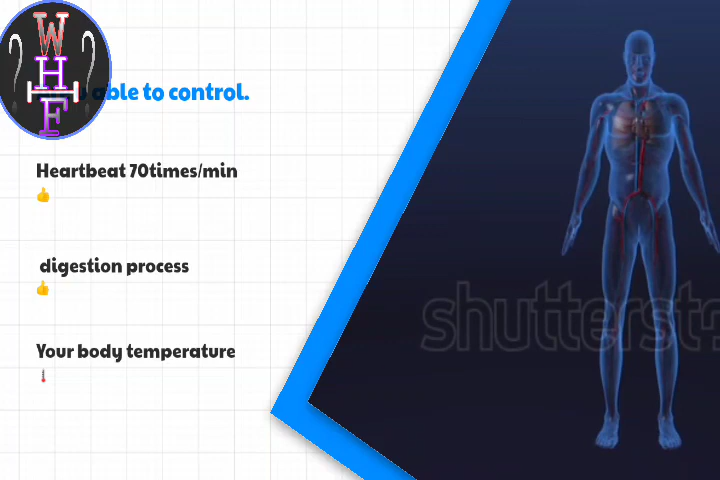 W
H
F
able to control.
Heartbeat 70times/min
digestion process
Your body temperature
shutterst